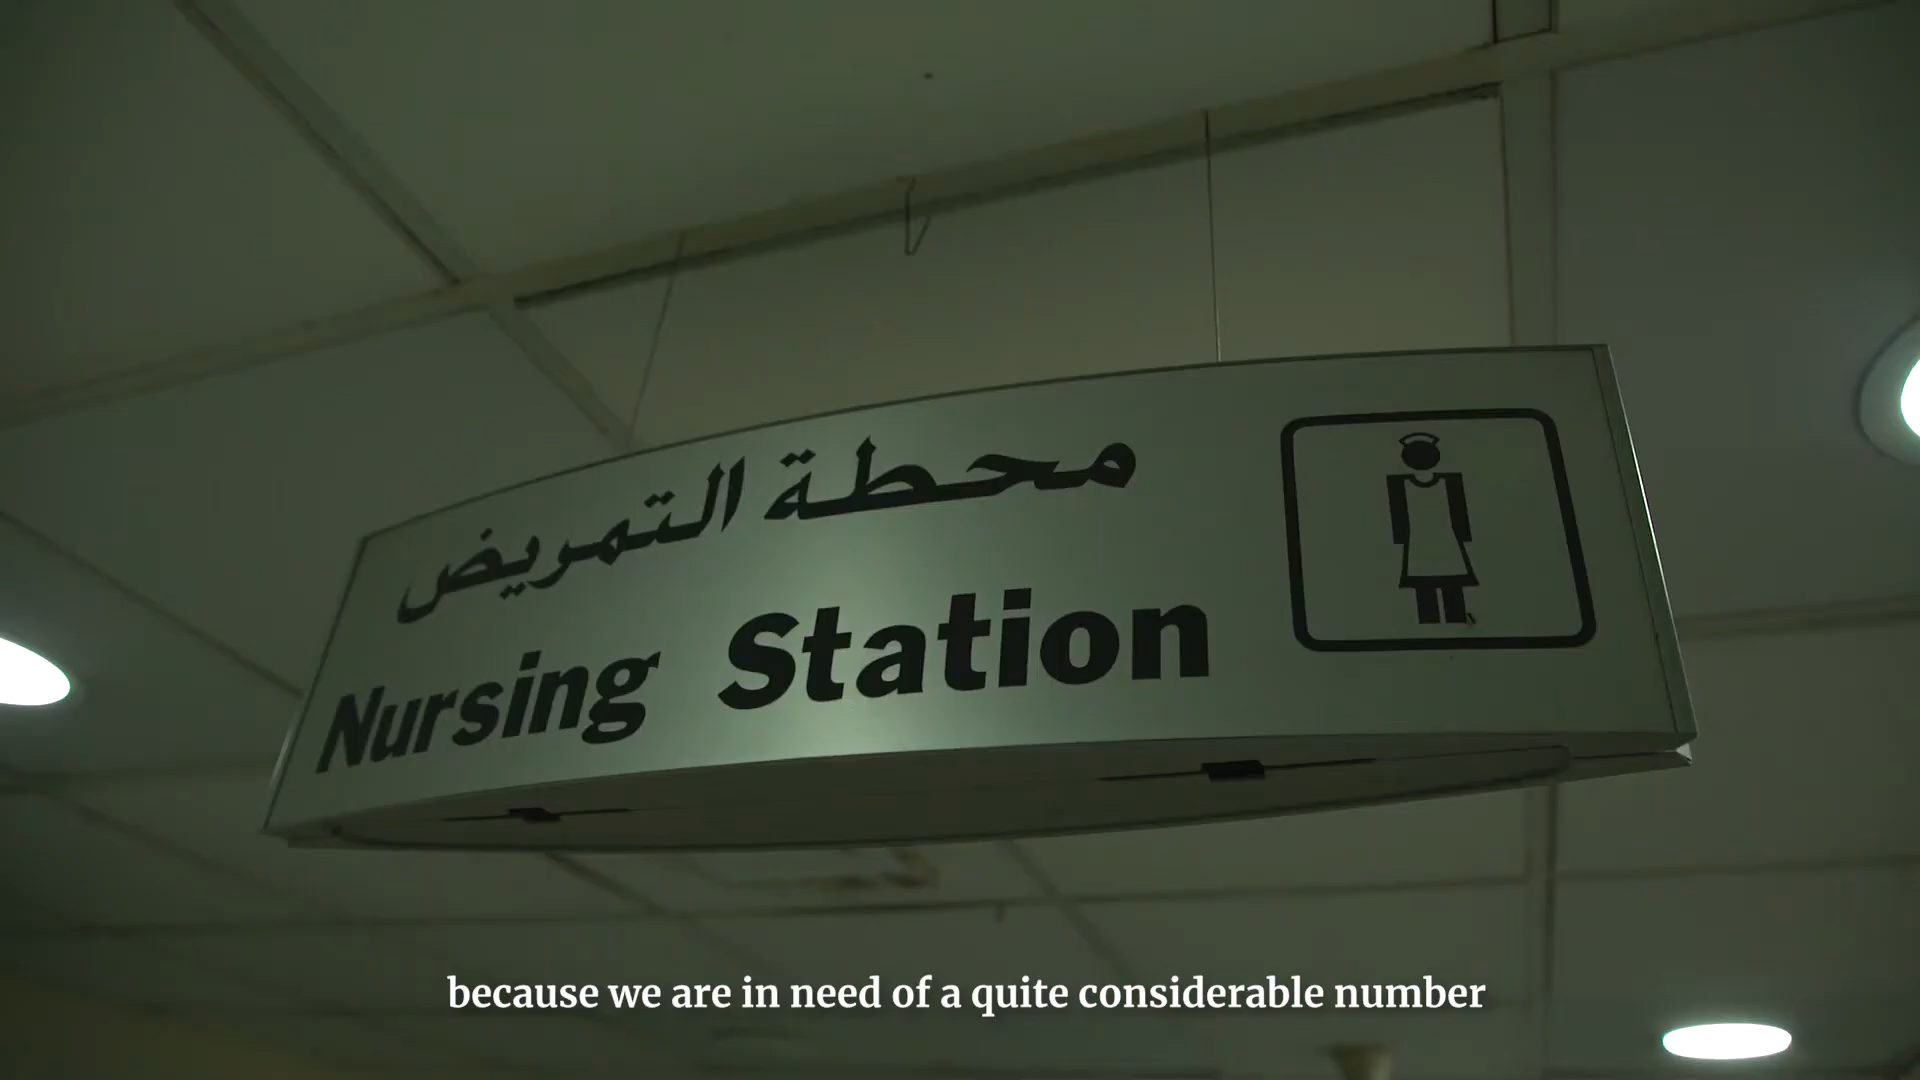 محطة التمريض
Nursing Station
because we are in need of a quite considerable number